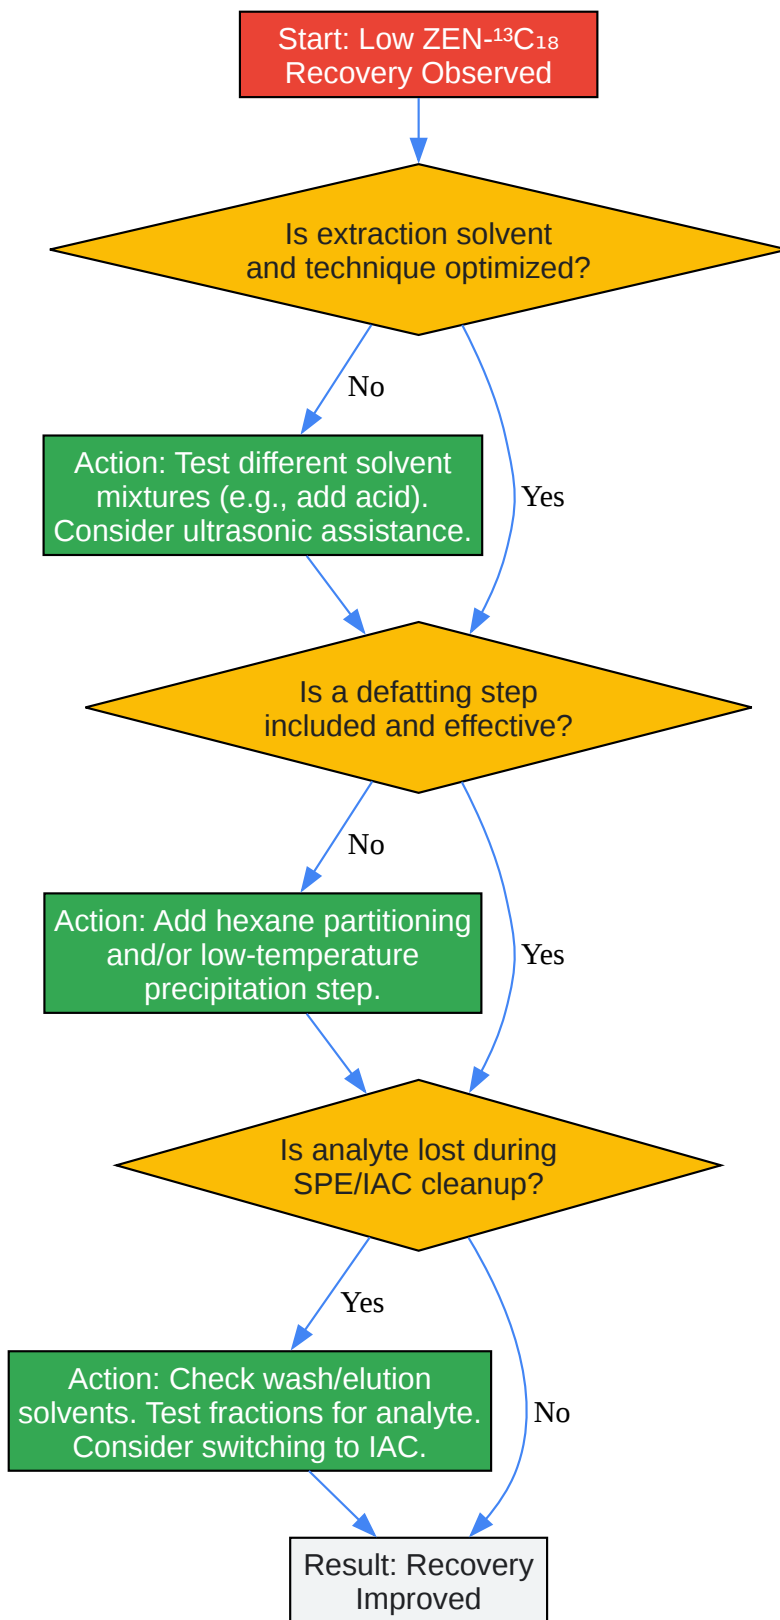 Start: Low ZEN-¹³C₁₈
Recovery Observed
Is extraction solvent
and technique optimized?
No
Yes
Action: Test different solvent
mixtures (e.g., add acid).
Consider ultrasonic assistance.
Is a defatting step
included and effective?
No
Yes
Action: Add hexane partitioning
and/or low-temperature
precipitation step.
Is analyte lost during
SPE/IAC cleanup?
Yes
No
Action: Check wash/elution
solvents. Test fractions for analyte.
Consider switching to IAC.
Result: Recovery
Improved